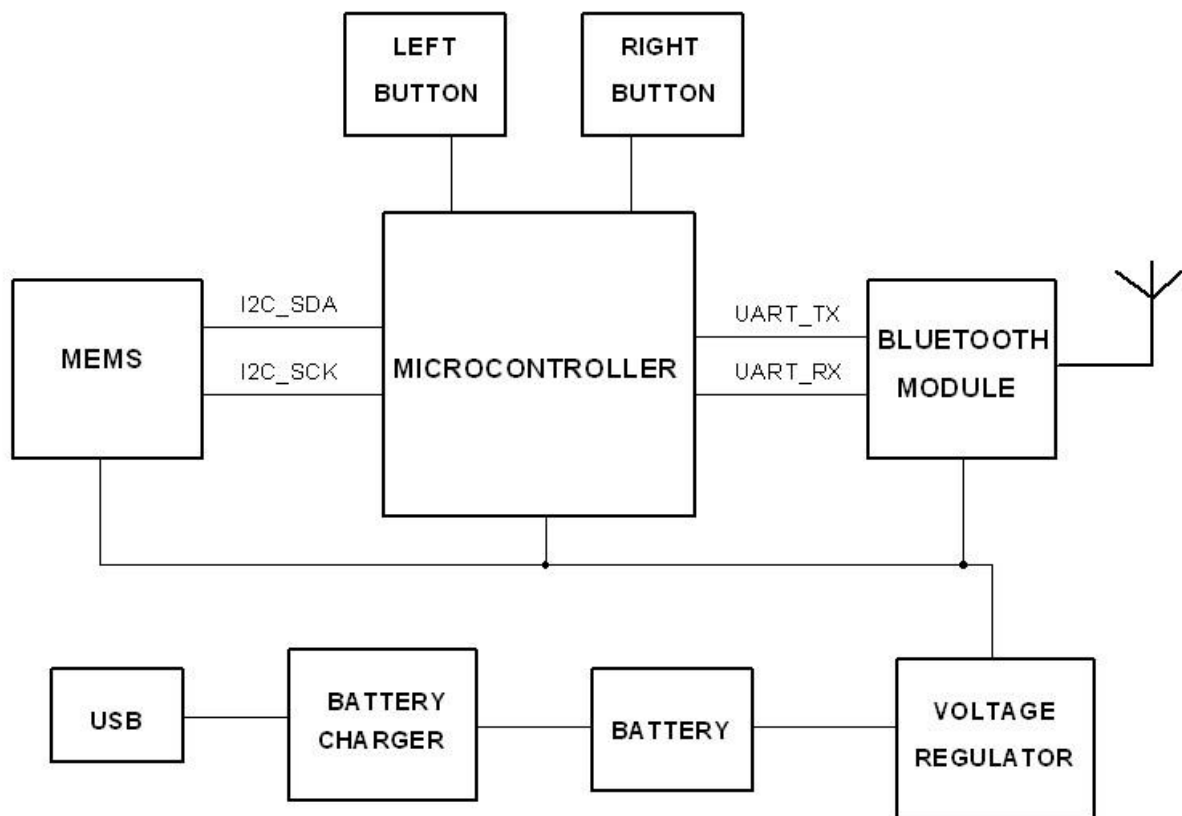 LEFT
BUTTON
RIGHT
BUTTON
I2C_SDA
I2C_SCK
MEMS
MICROCONTROLLER
UART_TX
UART_RX
BLUETOOTH
MODULE
USB
BATTERY
CHARGER
BATTERY
VOLTAGE
REGULATOR